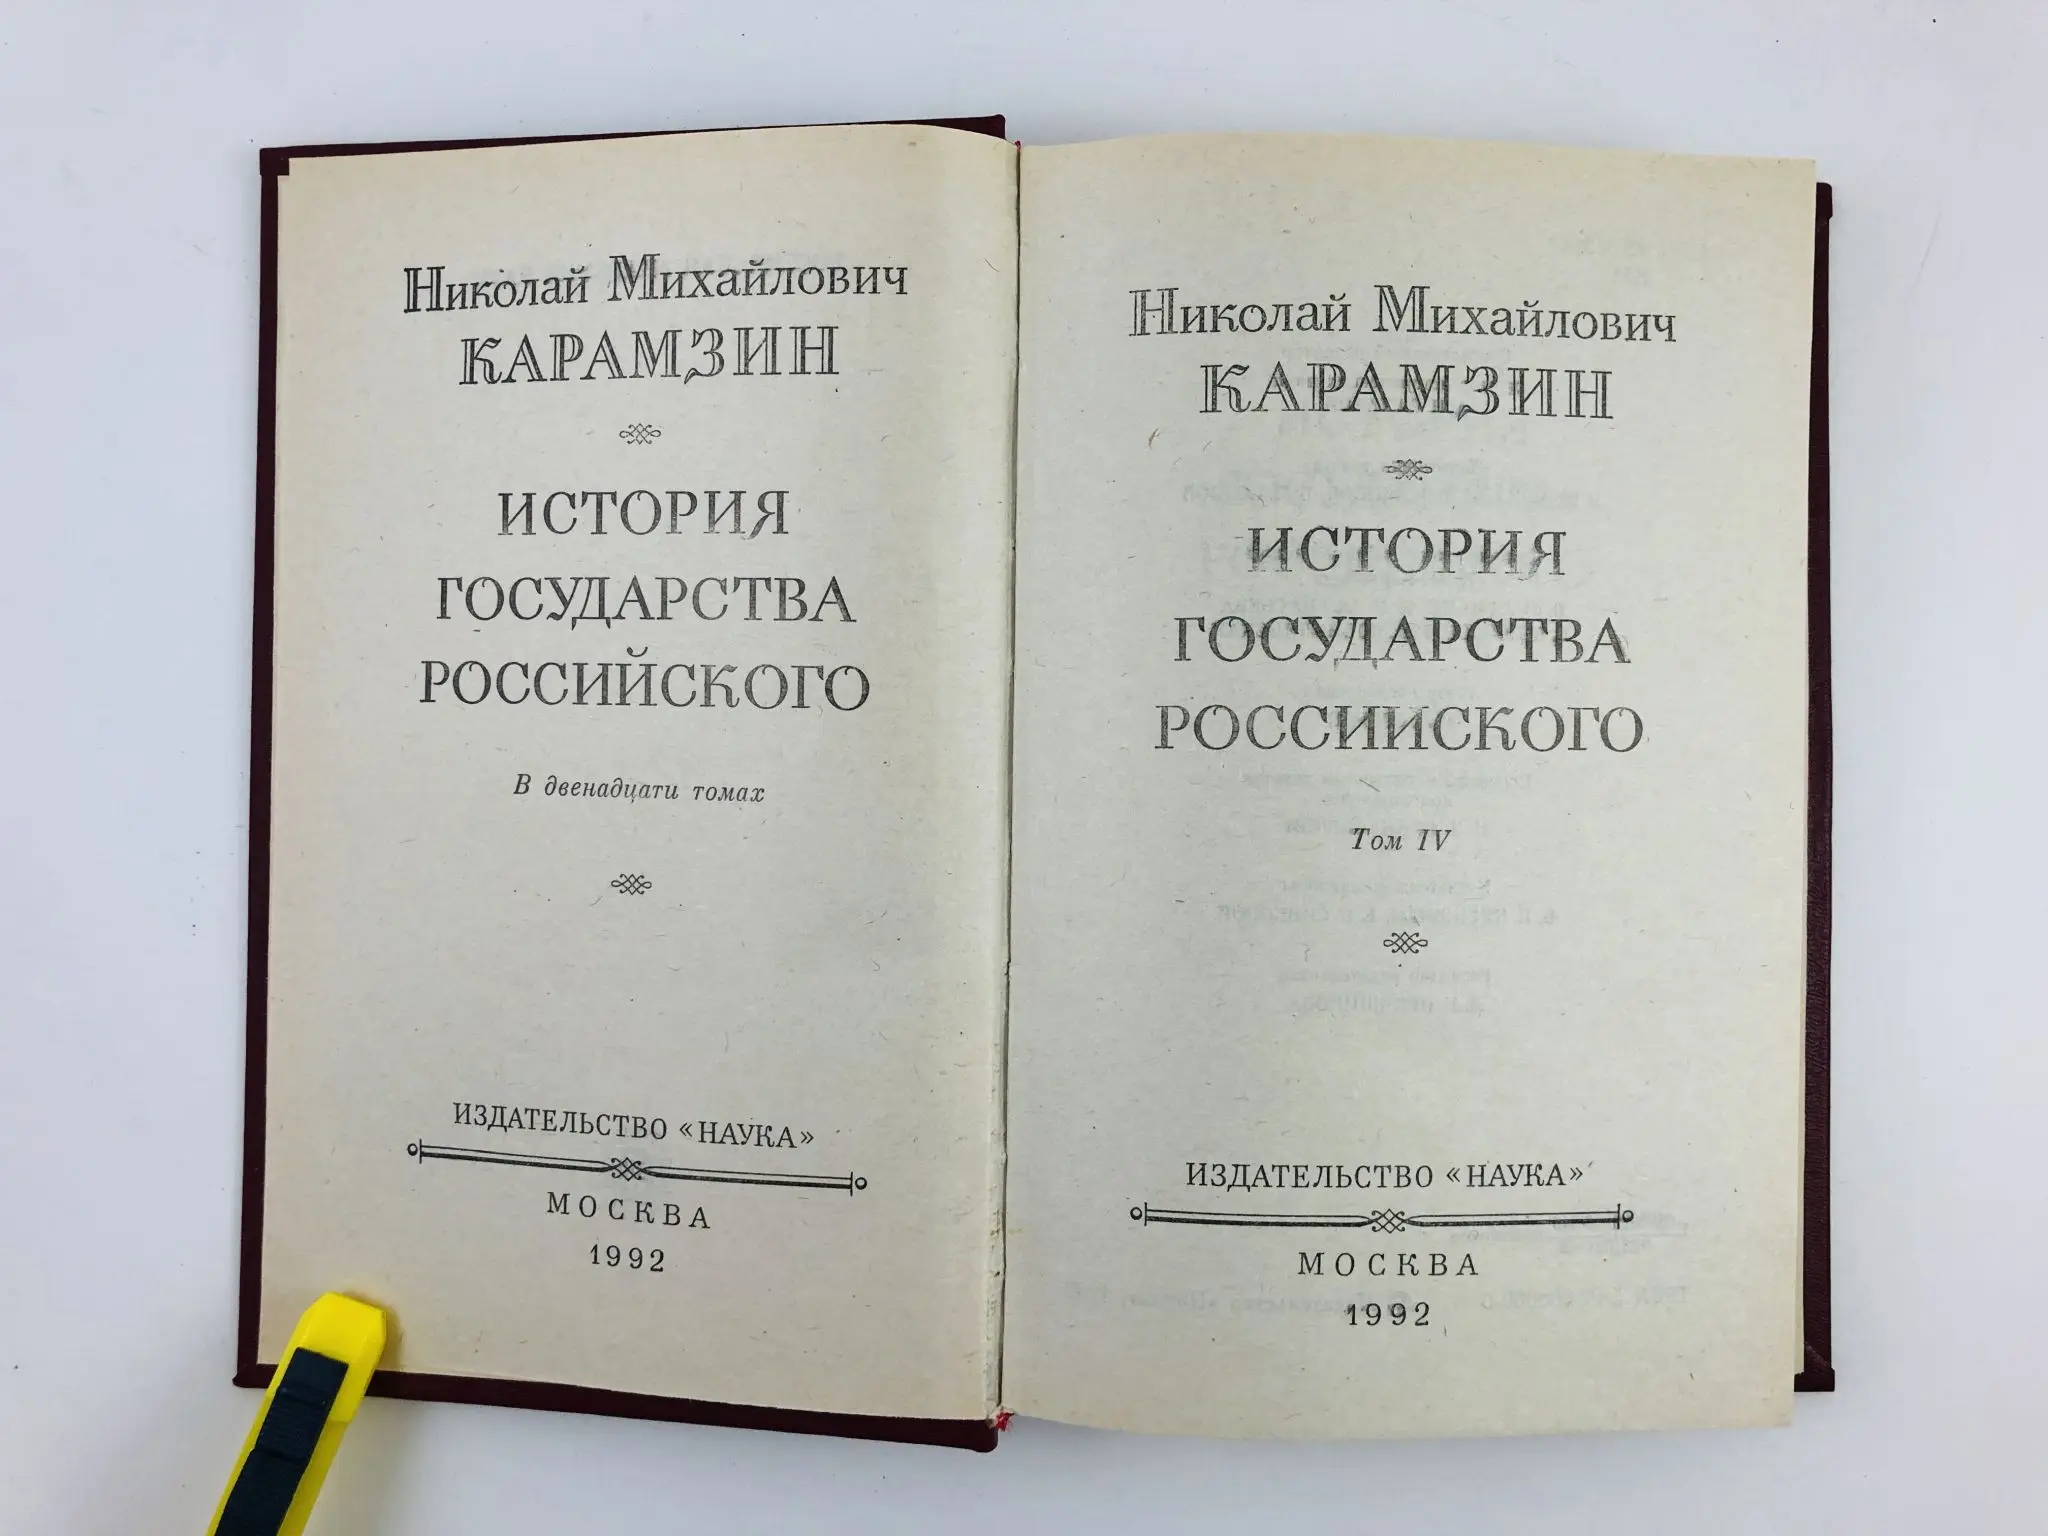 Николай Михайлович
КАРАМЗИН
ИСТОРИЯ
ГОСУДАРСТВА
РОССИЙСКОГО
В двенадцати томах
ИЗДАТЕЛЬСТВО «НАУКА»
МОСКВА
1992
Николай Михайлович
КАРАМЗИН
ИСТОРИЯ
ГОСУДАРСТВА
РОССИЙСКОГО
Том IV
ИЗДАТЕЛЬСТВО «НАУКА»
МОСКВА
1992